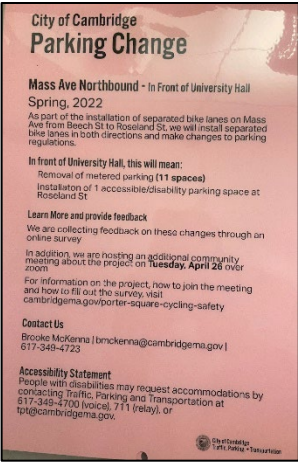 City of Cambridge
Parking Change
Mass Ave Northbound - In Front of University Hall
Spring, 2022
As part of the installation of separated bike lanes on Mass
Ave from Beech St to Roseland St, we will install separated
bike lanes in both directions and make changes to parking
regulations.
In front of University Hall, this will mean:
Removal of metered parking (11 spaces)
Installaton of 1 accessible/disability parking space at
Roseland St
Learn More and provide feedback
We are collecting feedback on these changes through an
online survey
In addition, we are hosting an additional community
meeting about the project on Tuesday, April 26 over
zoom
For information on the project, how to join the meeting
and how to fill out the survey, visit
cambridgema.gov/porter-square-cycling-safety
Contact Us
Brooke McKenna | bmckenna@cambridgema.gov |
617-349-4723
Accessibility Statement
People with disabilities may request accommodations by
contacting Traffic, Parking and Transportation at
617-349-4700 (voice), 711 (relay), or
tpt@cambridgema.gov.
City of Cambridge
Traffic, Parking + Transportation